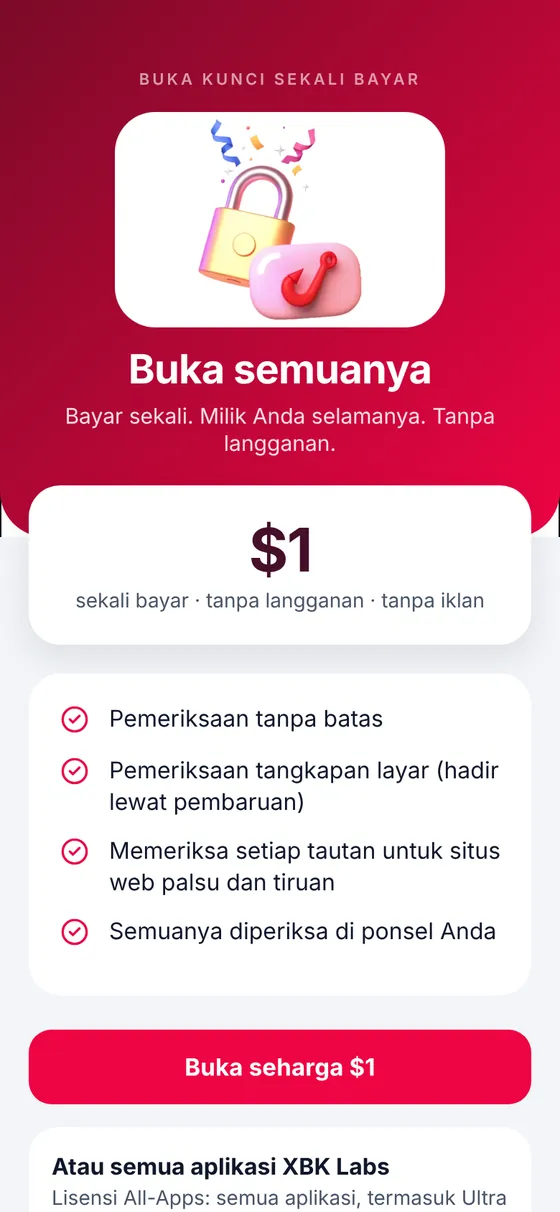 BUKA KUNCI SEKALI BAYAR
Buka semuanya
Bayar sekali. Milik Anda selamanya. Tanpa
langganan.
$1
sekali bayar · tanpa langganan · tanpa iklan
Pemeriksaan tanpa batas
Pemeriksaan tangkapan layar (hadir
lewat pembaruan)
Memeriksa setiap tautan untuk situs
web palsu dan tiruan
Semuanya diperiksa di ponsel Anda
Buka seharga $1
Atau semua aplikasi XBK Labs
Lisensi All-Apps: semua aplikasi, termasuk Ultra